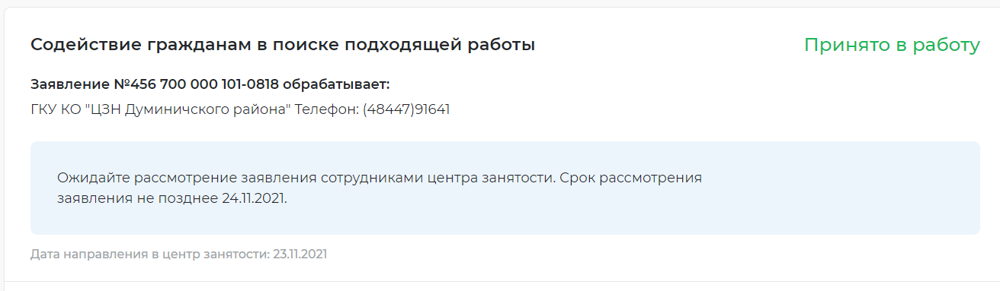 Содействие гражданам в поиске подходящей работы
Принято в работу
Заявление №456 700 000 101-0818 обрабатывает:
ГКУ КО "ЦЗН Думиничского района" Телефон: (48447)91641
Ожидайте рассмотрение заявления сотрудниками центра занятости. Срок рассмотрения
заявления не позднее 24.11.2021.
Дата направления в центр занятости: 23.11.2021